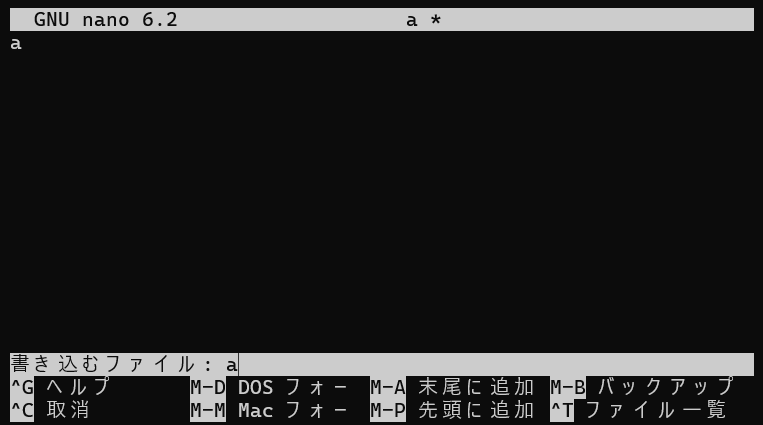 GNU nano 6.2 a *
a
書き込むファイル: a
^G ヘルプ M-D DOS フォー M-A 末尾に追加 M-B バックアップ
^C 取消 M-M Mac フォー M-P 先頭に追加 ^T ファイル一覧